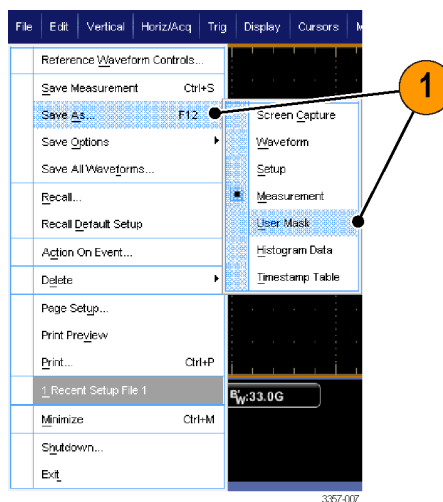 File Edit Vertical Horiz/Acq Trig Display Cursors
Reference Waveform Controls...
Save Measurement Ctrl+S
Save As... F12
Save Options
Save All Waveforms...
Recall...
Recall Default Setup
Action On Event...
Delete
Page Setup...
Print Preview
Print... Ctrl+P
1 Recent Setup File 1
Minimize Ctrl+M
Shutdown...
Exit
Screen Capture
Waveform
Setup
Measurement
User Mask
Histogram Data
Timestamp Table
1
BW:33.0G
3357-007